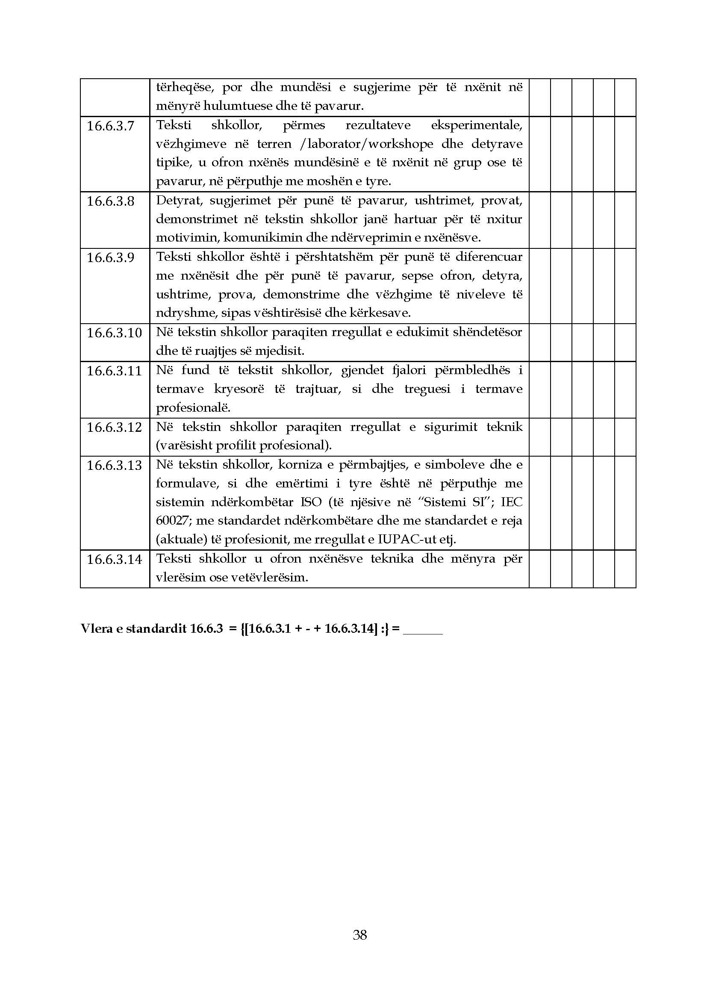 tërheqëse, por dhe mundësi e sugjerime për të nxënit në
mënyrë hulumtuese dhe të pavarur.
16.6.3.7 Teksti shkollor, përmes rezultateve eksperimentale,
vëzhgimeve në terren /laborator/workshope dhe detyrave
tipike, u ofron nxënës mundësinë e të nxënit në grup ose të
pavarur, në përputhje me moshën e tyre.
16.6.3.8 Detyrat, sugjerimet për punë të pavarur, ushtrimet, provat,
demonstrimet në tekstin shkollor janë hartuar për të nxitur
motivimin, komunikimin dhe ndërveprimin e nxënësve.
16.6.3.9 Teksti shkollor është i përshtatshëm për punë të diferencuar
me nxënësit dhe për punë të pavarur, sepse ofron, detyra,
ushtrime, prova, demonstrime dhe vëzhgime të niveleve të
ndryshme, sipas vështirësisë dhe kërkesave.
16.6.3.10 Në tekstin shkollor paraqiten rregullat e edukimit shëndetësor
dhe të ruajtjes së mjedisit.
16.6.3.11 Në fund të tekstit shkollor, gjendet fjalori përmbledhës i
termave kryesorë të trajtuar, si dhe treguesi i termave
profesionalë.
16.6.3.12 Në tekstin shkollor paraqiten rregullat e sigurimit teknik
(varësisht profilit profesional).
16.6.3.13 Në tekstin shkollor, korniza e përmbajtjes, e simboleve dhe e
formulave, si dhe emërtimi i tyre është në përputhje me
sistemin ndërkombëtar ISO (të njësive në “Sistemi SI”; IEC
60027; me standardet ndërkombëtare dhe me standardet e reja
(aktuale) të profesionit, me rregullat e IUPAC-ut etj.
16.6.3.14 Teksti shkollor u ofron nxënësve teknika dhe mënyra për
vlerësim ose vetëvlerësim.
Vlera e standardit 16.6.3 = {[16.6.3.1 + - + 16.6.3.14] :} = ______
38